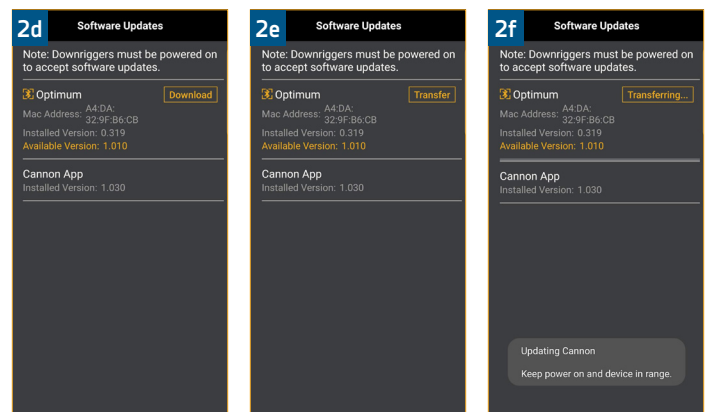 2d
Software Updates
Note: Downriggers must be powered on
to accept software updates.
Optimum
Download
Mac Address: A4:DA:
32:9F:B6:CB
Installed Version: 0.319
Available Version: 1.010
Cannon App
Installed Version: 1.030
2e
Software Updates
Note: Downriggers must be powered on
to accept software updates.
Optimum
Transfer
Mac Address: A4:DA:
32:9F:B6:CB
Installed Version: 0.319
Available Version: 1.010
Cannon App
Installed Version: 1.030
2f
Software Updates
Note: Downriggers must be powered on
to accept software updates.
Optimum
Transferring...
Mac Address: A4:DA:
32:9F:B6:CB
Installed Version: 0.319
Available Version: 1.010
Cannon App
Installed Version: 1.030
Updating Cannon
Keep power on and device in range.